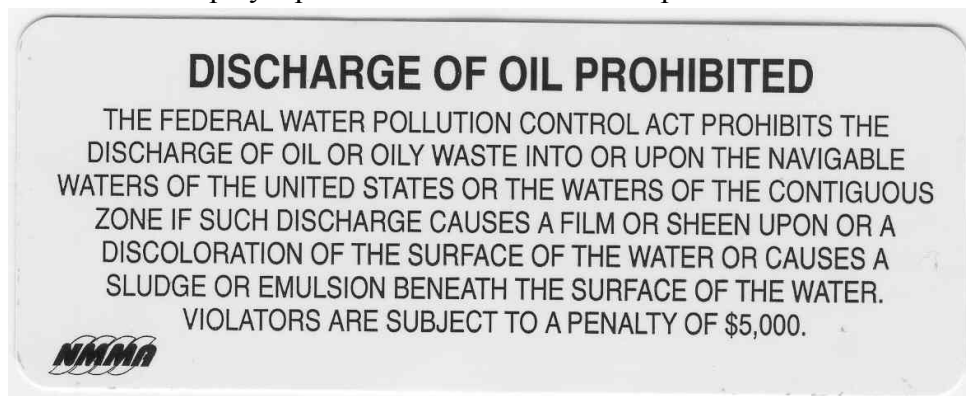 DISCHARGE OF OIL PROHIBITED
THE FEDERAL WATER POLLUTION CONTROL ACT PROHIBITS THE
DISCHARGE OF OIL OR OILY WASTE INTO OR UPON THE NAVIGABLE
WATERS OF THE UNITED STATES OR THE WATERS OF THE CONTIGUOUS
ZONE IF SUCH DISCHARGE CAUSES A FILM OR SHEEN UPON OR A
DISCOLORATION OF THE SURFACE OF THE WATER OR CAUSES A
SLUDGE OR EMULSION BENEATH THE SURFACE OF THE WATER.
VIOLATORS ARE SUBJECT TO A PENALTY OF $5,000.
NMMA